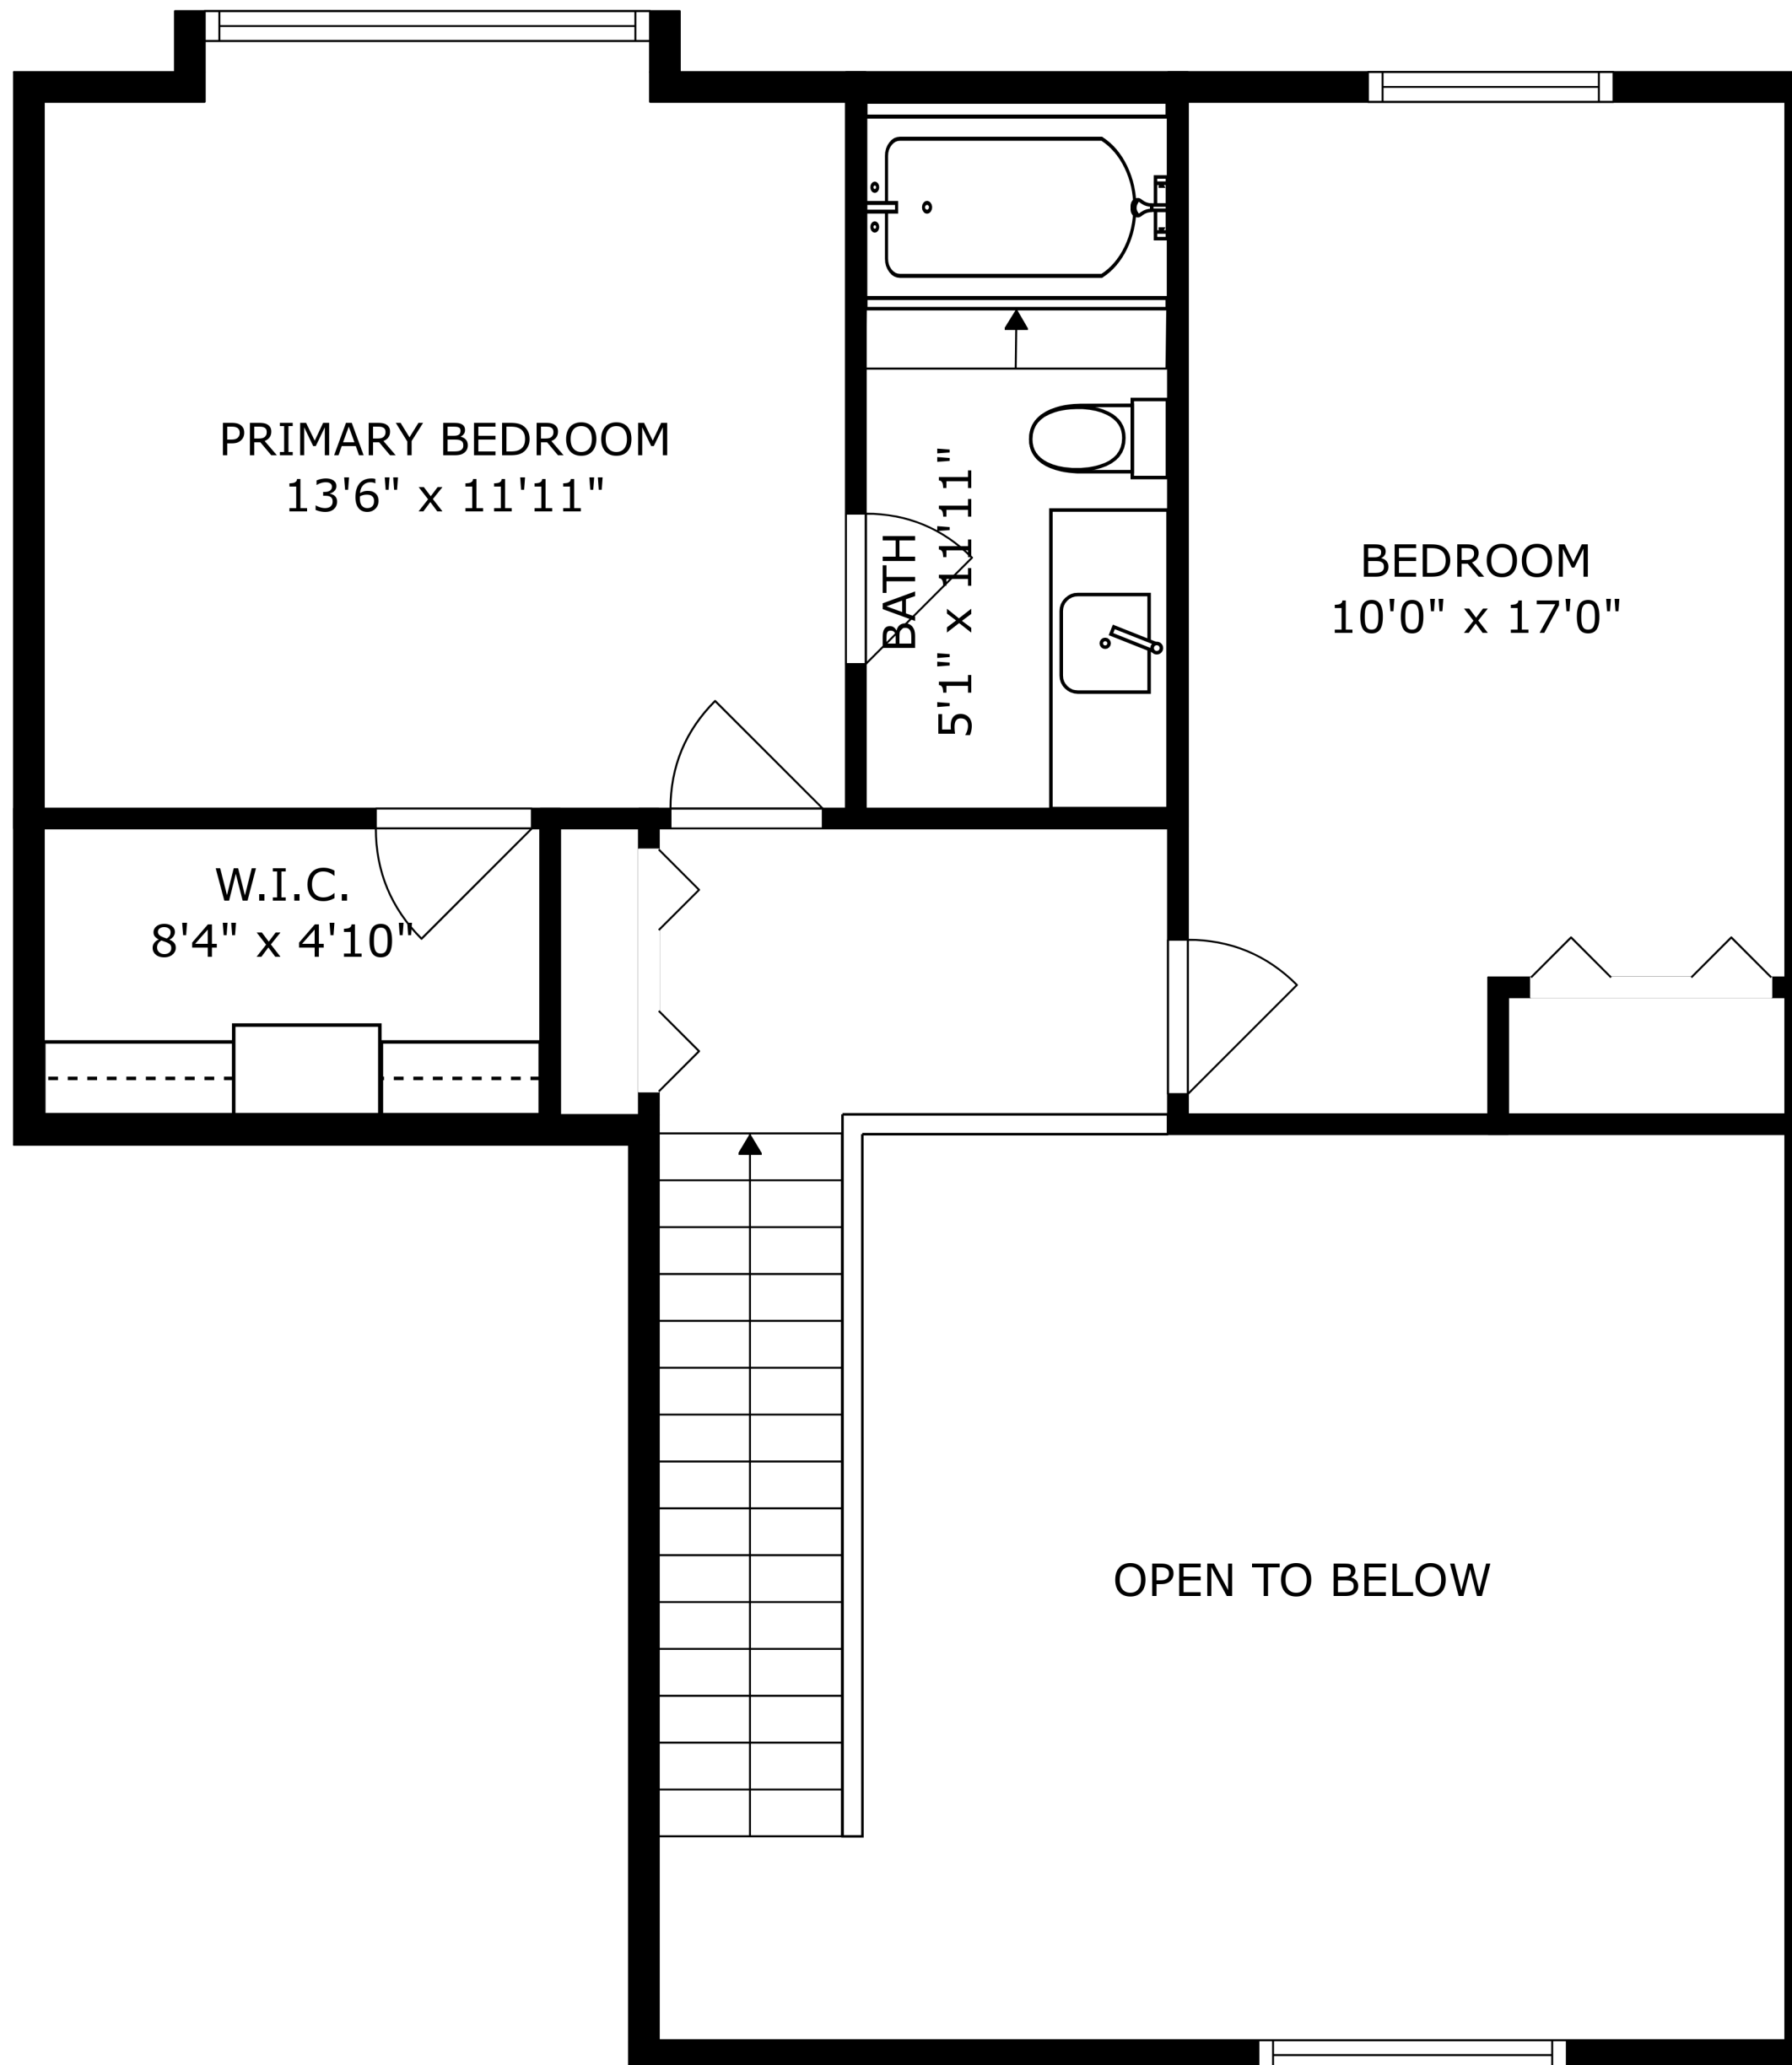 PRIMARY BEDROOM
13'6" x 11'11"
BATH
5'1" x 11'11"
BEDROOM
10'0" x 17'0"
W.I.C.
8'4" x 4'10"
OPEN TO BELOW